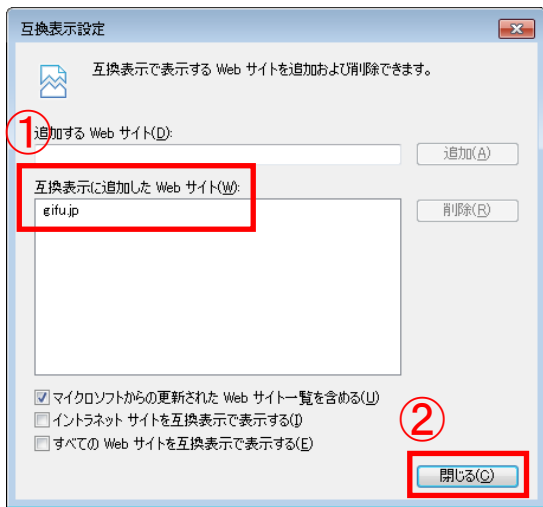 互換表示設定
互換表示で表示する Web サイトを追加および削除できます。
①
追加する Web サイト(D):
追加(A)
互換表示に追加した Web サイト(W):
gifu.jp
削除(R)
マイクロソフトからの更新された Web サイト一覧を含める(U)
イントラネット サイトを互換表示で表示する(I)
すべての Web サイトを互換表示で表示する(E)
②
閉じる(C)